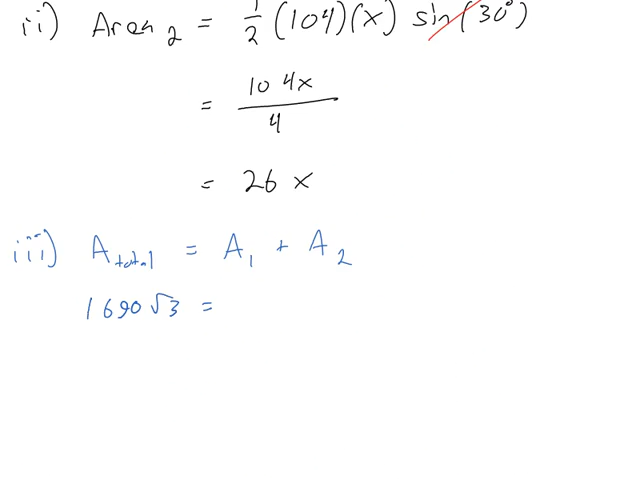 ii) Area 2 = 1/2 (104)(x) sin(30°)
= 104x/4
= 26 x
iii) A total = A1 + A2
1690√3 =